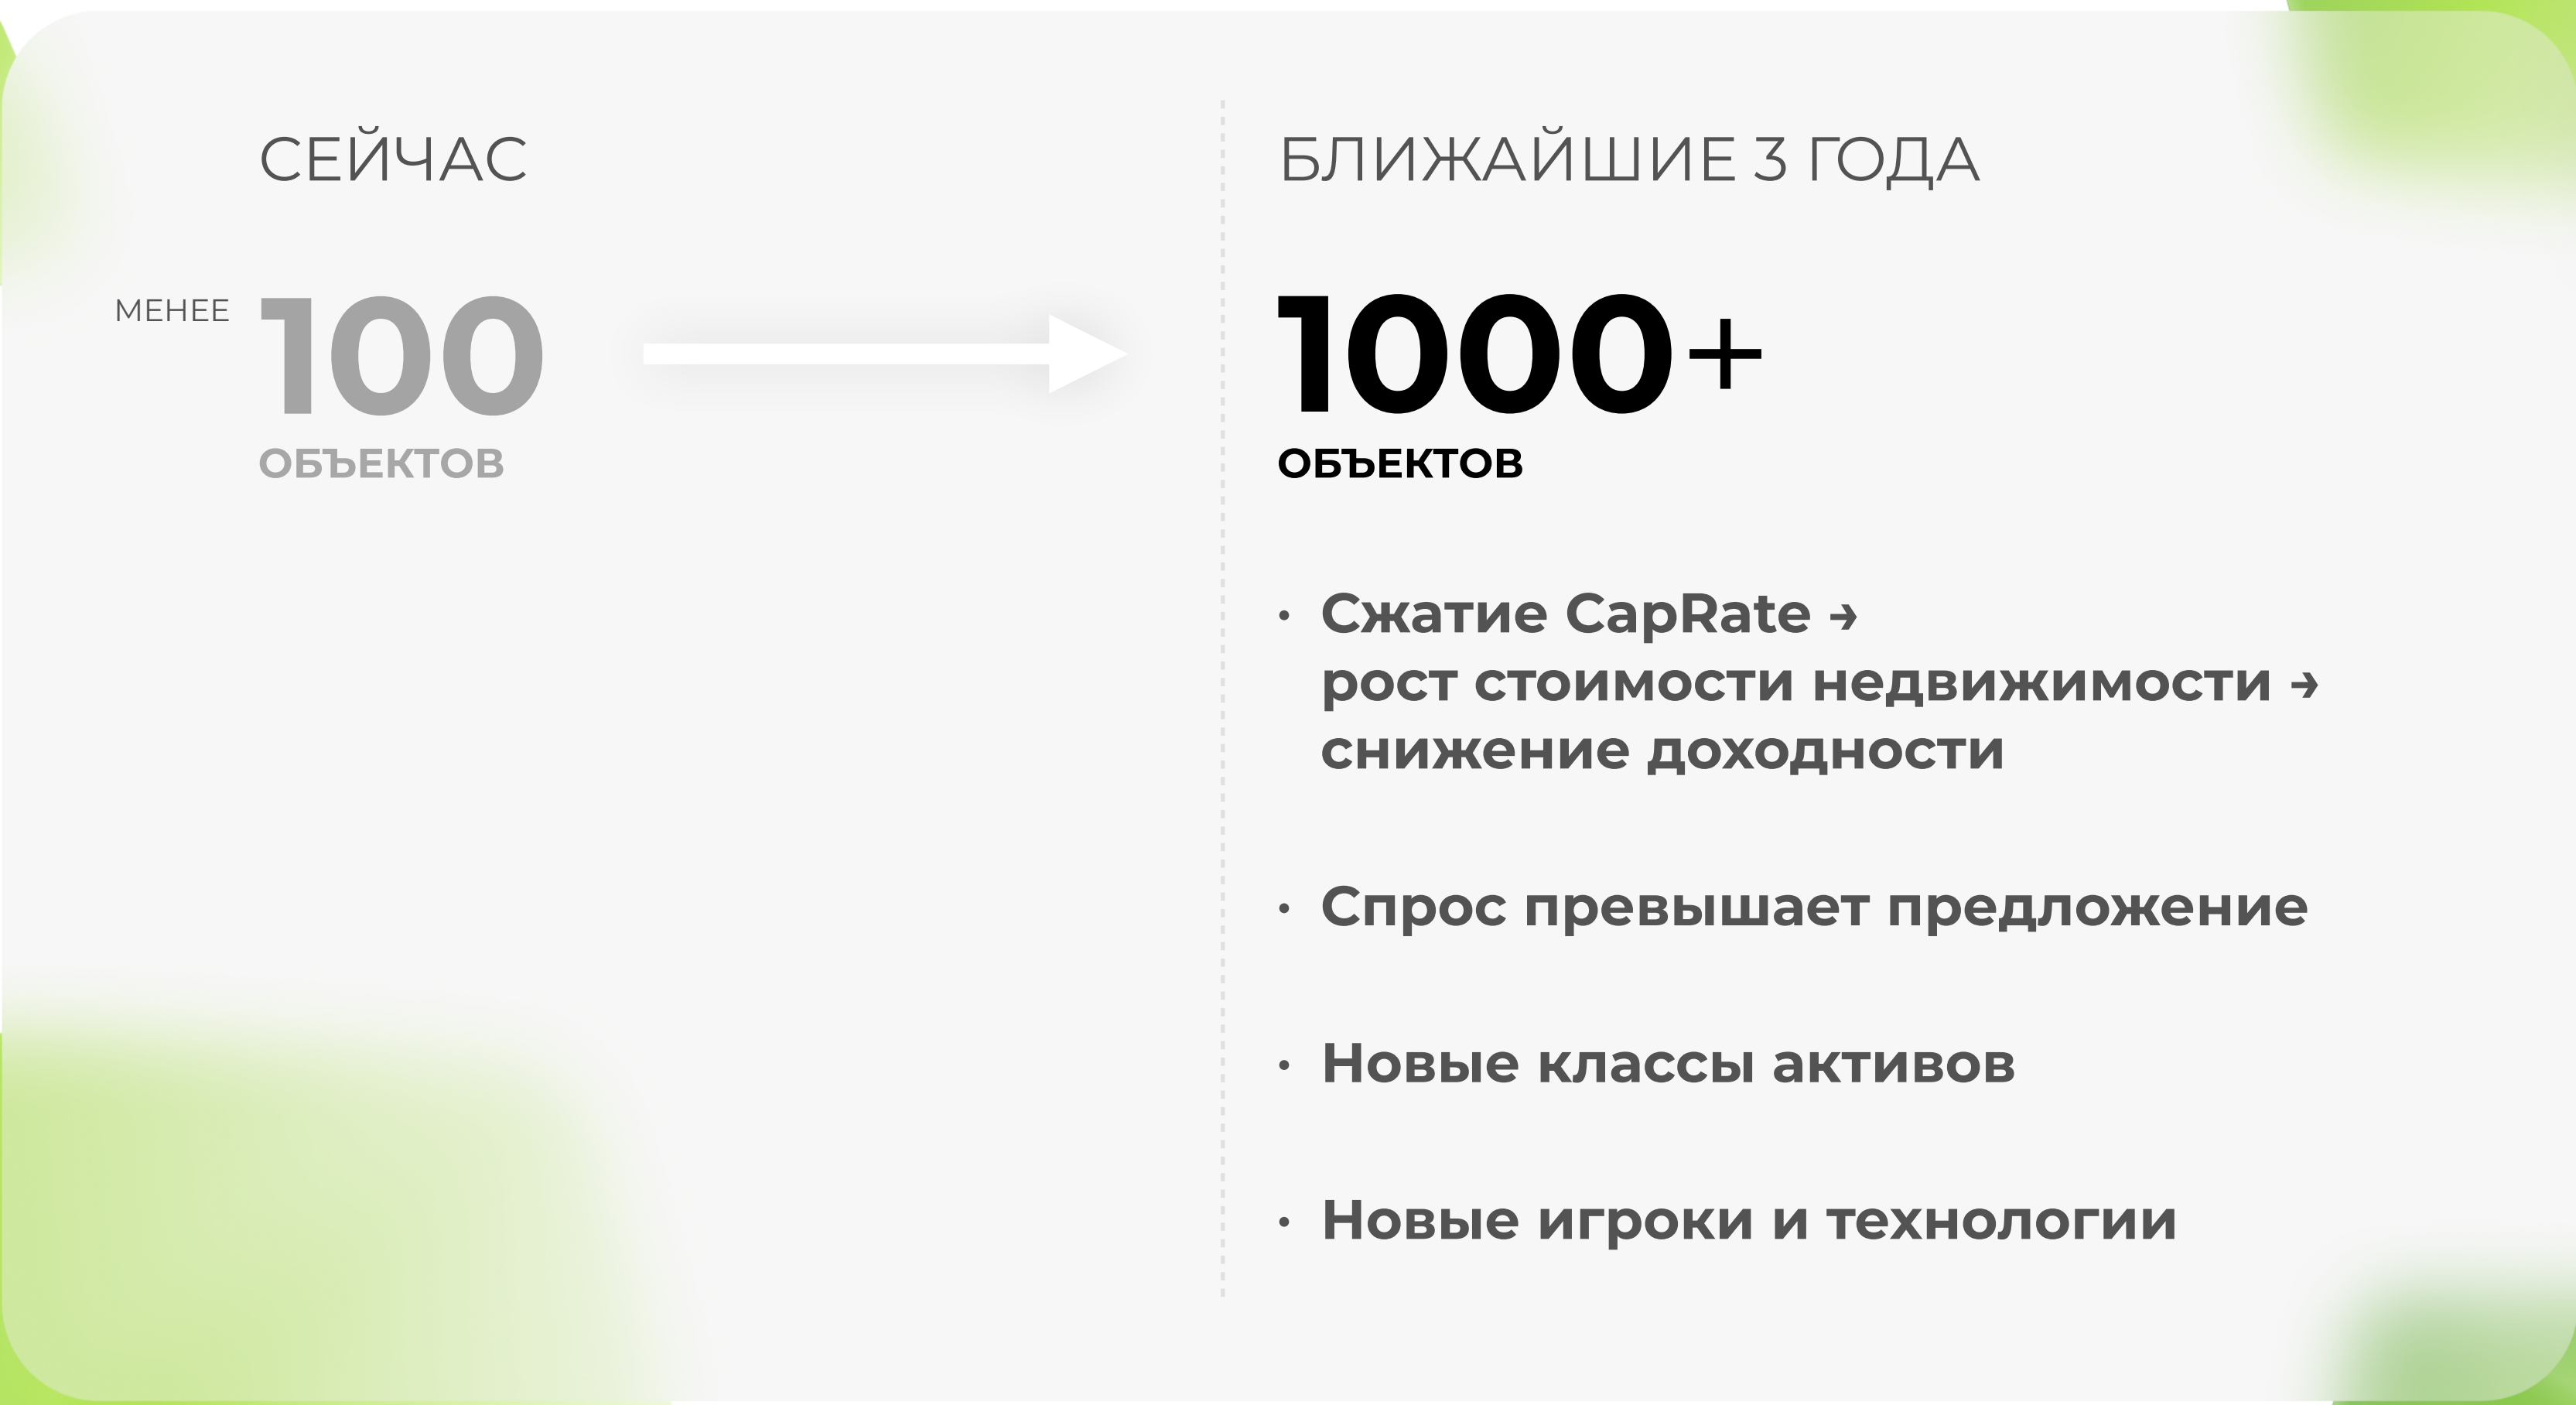 СЕЙЧАС
МЕНЕЕ 100
ОБЪЕКТОВ
БЛИЖАЙШИЕ 3 ГОДА
1000+
ОБЪЕКТОВ
• Сжатие CapRate →
рост стоимости недвижимости →
снижение доходности
• Спрос превышает предложение
• Новые классы активов
• Новые игроки и технологии